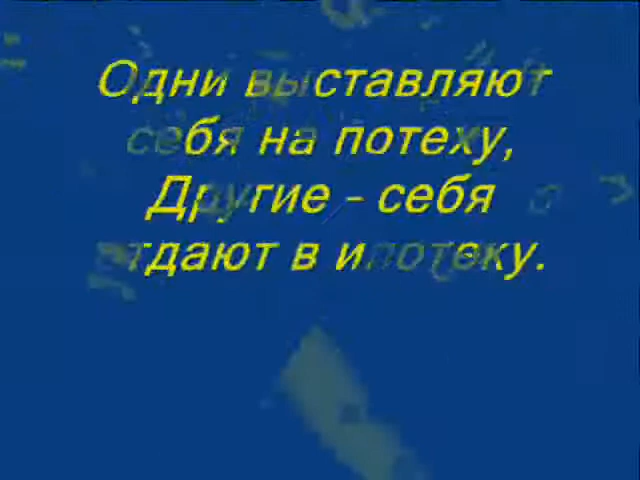 Одни выставляют
себя на потеху,
Другие - себя
отдают в ипотеку.